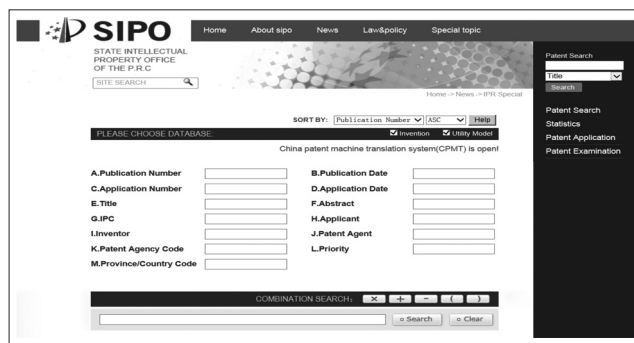 SIPO
Home About sipo News Law&policy Special topic
STATE INTELLECTUAL
PROPERTY OFFICE
OF THE P.R.C
SITE SEARCH
Patent Search
Title
Search
Home -> News -> IPR Special
Patent Search
Statistics
Patent Application
Patent Examination
SORT BY: Publication Number ASC Help
PLEASE CHOOSE DATABASE: Invention Utility Model
China patent machine translation system(CPMT) is open!
A.Publication Number B.Publication Date
C.Application Number D.Application Date
E.Title F.Abstract
G.IPC H.Applicant
I.Inventor J.Patent Agent
K.Patent Agency Code L.Priority
M.Province/Country Code
COMBINATION SEARCH: × + - ( )
Search Clear